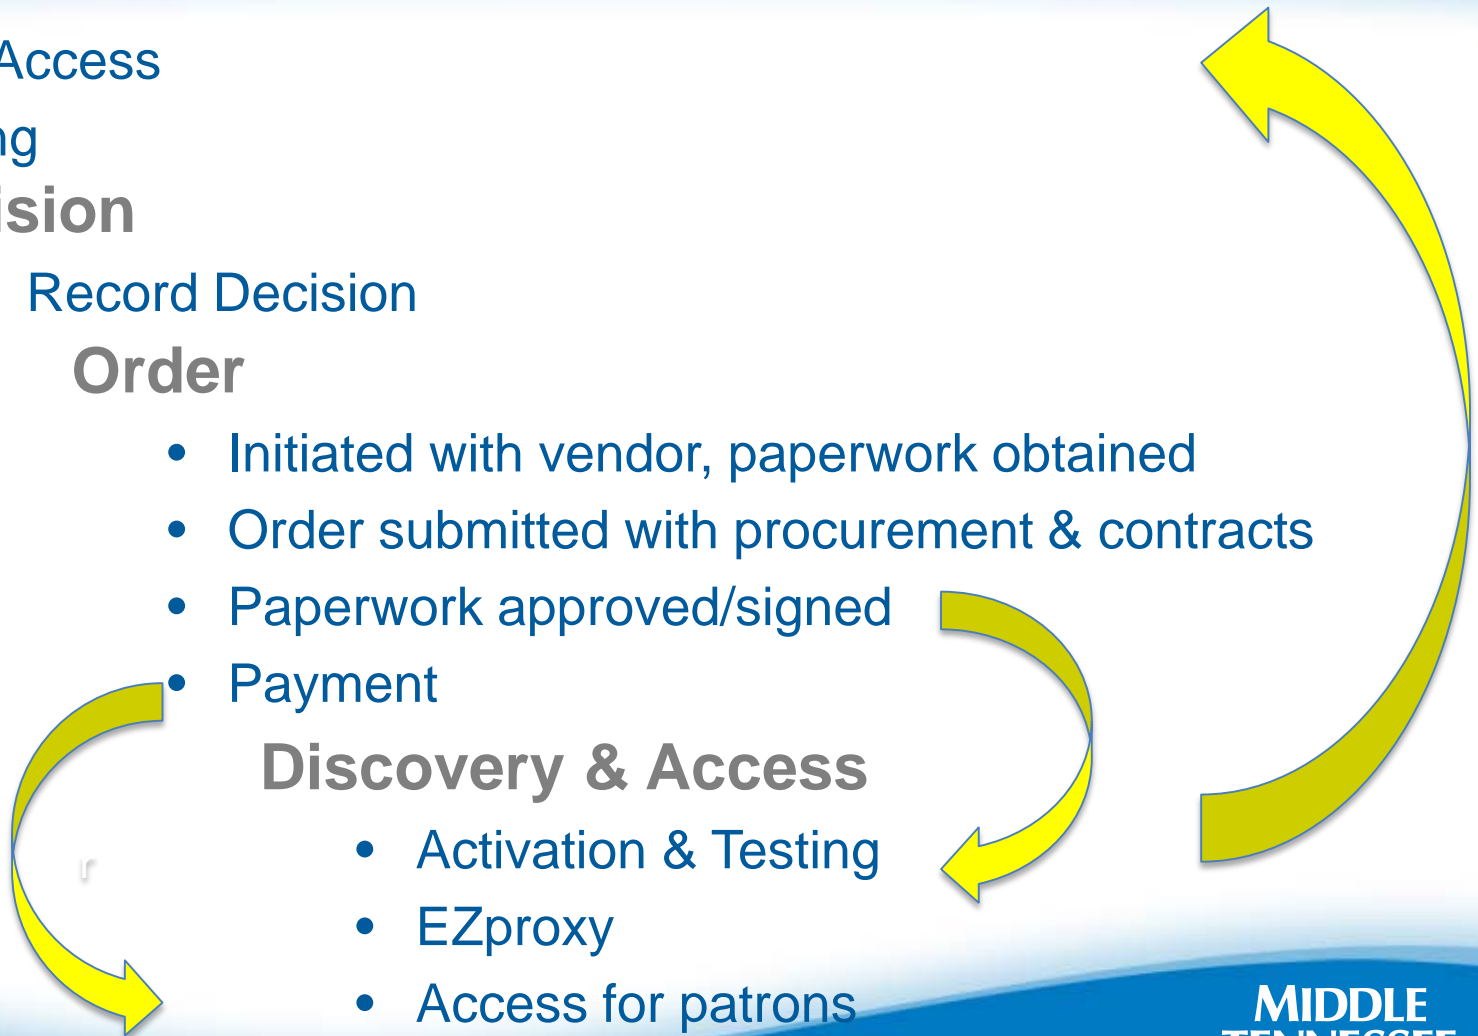 Access
ng
ision
Record Decision
Order
• Initiated with vendor, paperwork obtained
• Order submitted with procurement & contracts
• Paperwork approved/signed
• Payment
Discovery & Access
• Activation & Testing
r
• EZproxy
• Access for patrons
MIDDLE
TENNESSEE